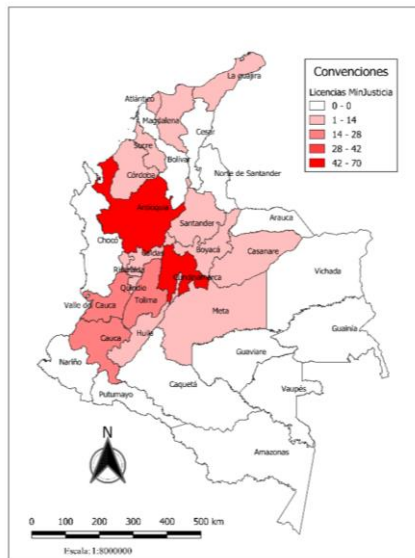 La guajira
Atlántico
Magdalena
Cesar
Sucre
Bolívar
Córdoba
Norte de Santander
Antioquia
Santander
Arauca
Chocó
Boyacá
Casanare
Caldas
Risaralda
Cundinamarca
Vichada
Quindío
Valle del Cauca
Tolima
Meta
Guainía
Cauca
Huila
Guaviare
Nariño
Caquetá
Vaupés
Putumayo
Amazonas
Convenciones
Licencias MinJusticia
0 - 0
1 - 14
14 - 28
28 - 42
42 - 70
N
0 100 200 300 400 500 km
Escala: 1:8000000